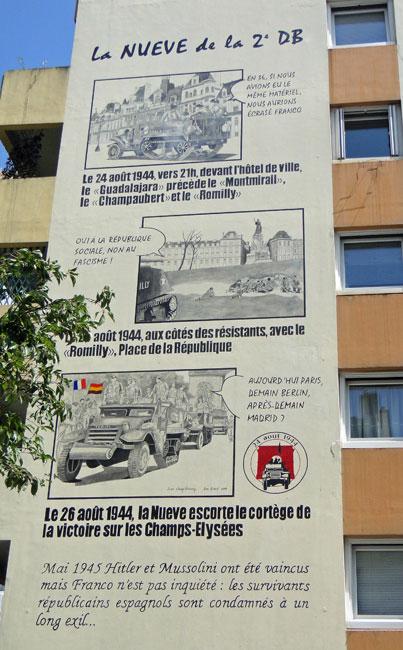 La NUEVE de la 2e DB
EN 36, SI NOUS
AVIONS EU LE
MÊME MATÉRIEL,
NOUS AURIONS
ÉCRASÉ FRANCO
Le 24 août 1944, vers 21h, devant l'hôtel de ville,
le «Guadalajara» précède le «Montmirail»,
le «Champaubert» et le «Romilly»
OUI A LA REPUBLIQUE
SOCIALE, NON AU
FASCISME !
ILLY
août 1944, aux côtés des résistants, avec le
«Romilly», Place de la République
AUJOURD'HUI PARIS,
DEMAIN BERLIN,
APRÈS-DEMAIN
MADRID ?
24 août 1944
Le 26 août 1944, la Nueve escorte le cortège de
la victoire sur les Champs-Elysées
Mai 1945 Hitler et Mussolini ont été vaincus
mais Franco n'est pas inquiété : les survivants
républicains espagnols sont condamnés à un
long exil...